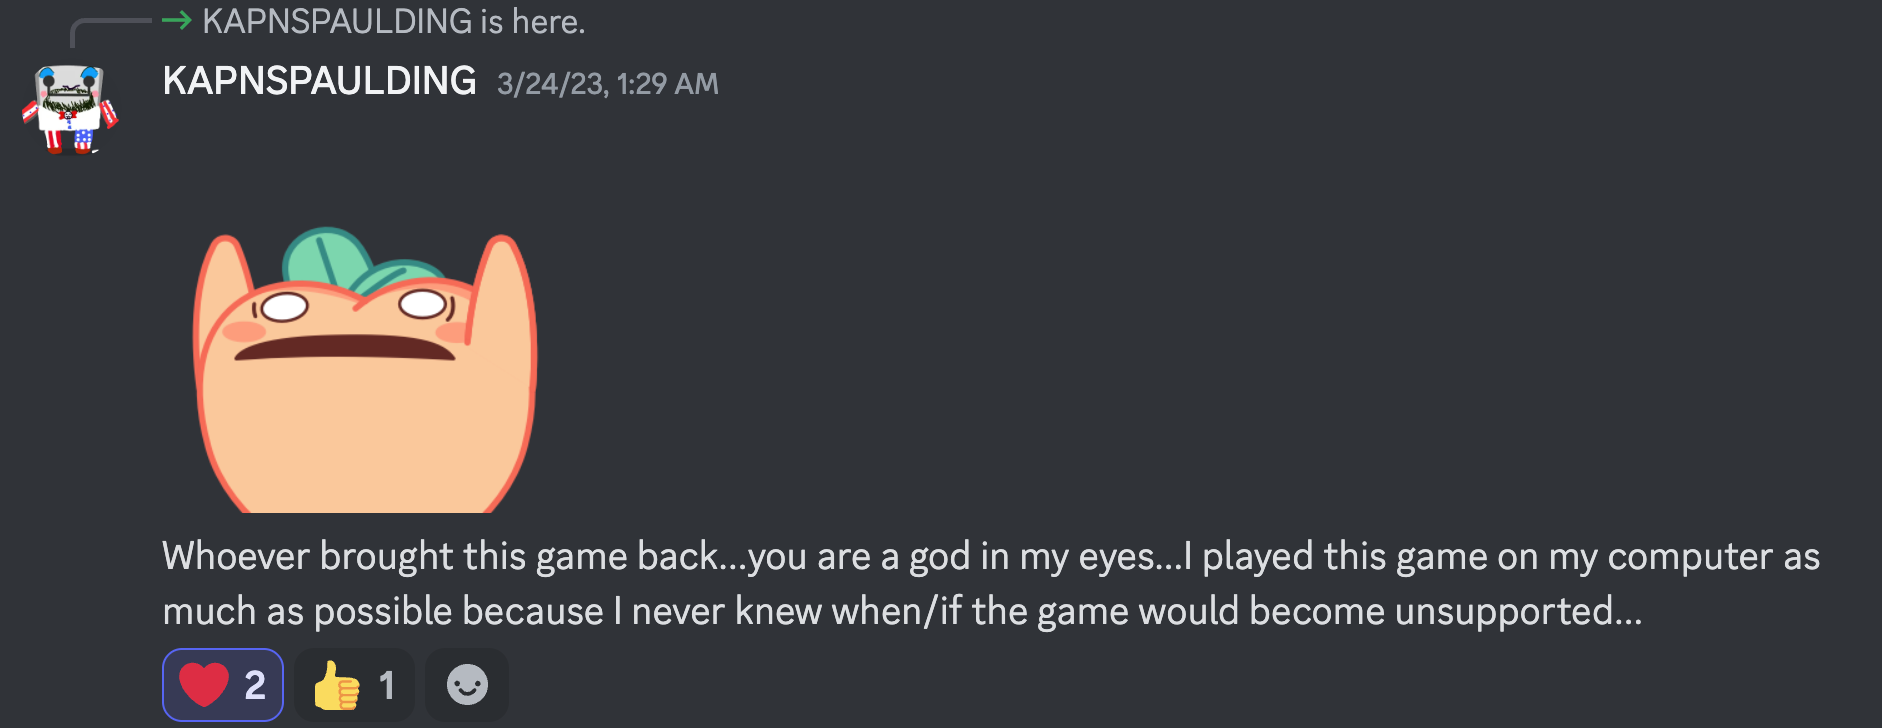 KAPNSPAULDING is here.
KAPNSPAULDING 3/24/23, 1:29 AM
Whoever brought this game back...you are a god in my eyes...I played this game on my computer as
much as possible because I never knew when/if the game would become unsupported...
2 1